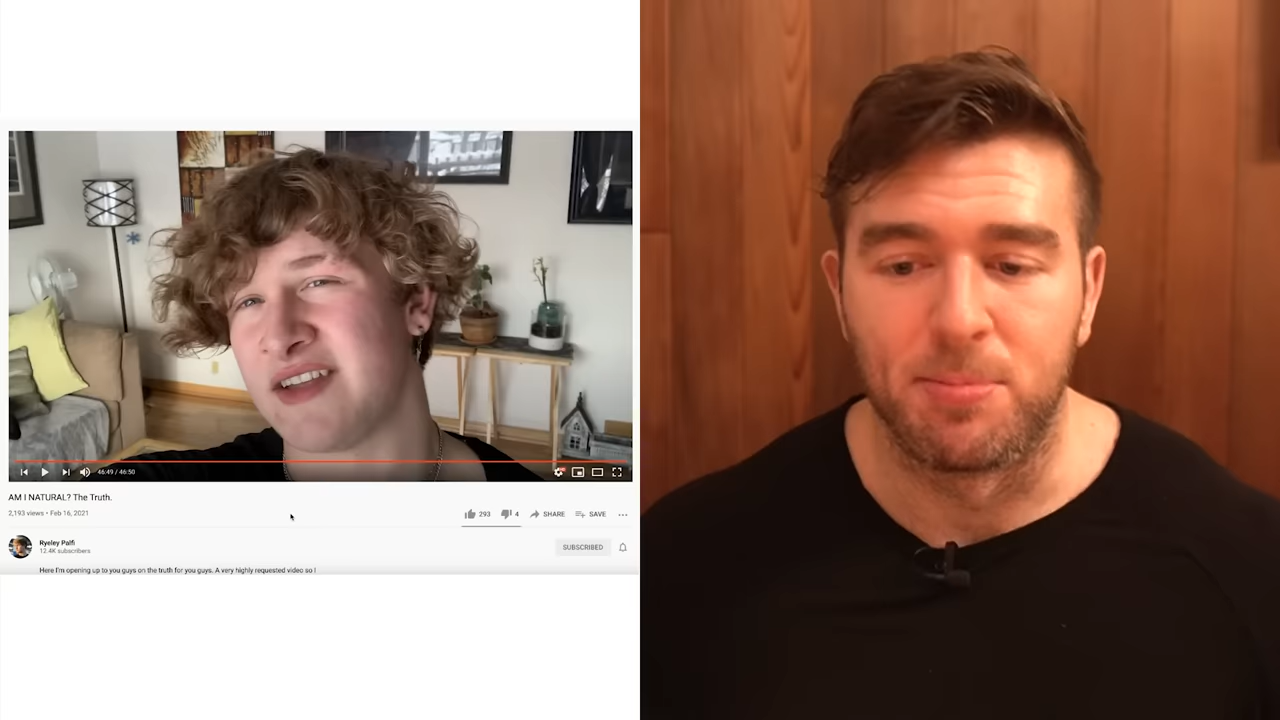 46:49 / 46:50
AM I NATURAL? The Truth.
2,193 views • Feb 16, 2021
293
4
SHARE
SAVE
Ryeley Palfi
12.4K subscribers
SUBSCRIBED
Here I'm opening up to you guys on the truth for you guys. A very highly requested video so I